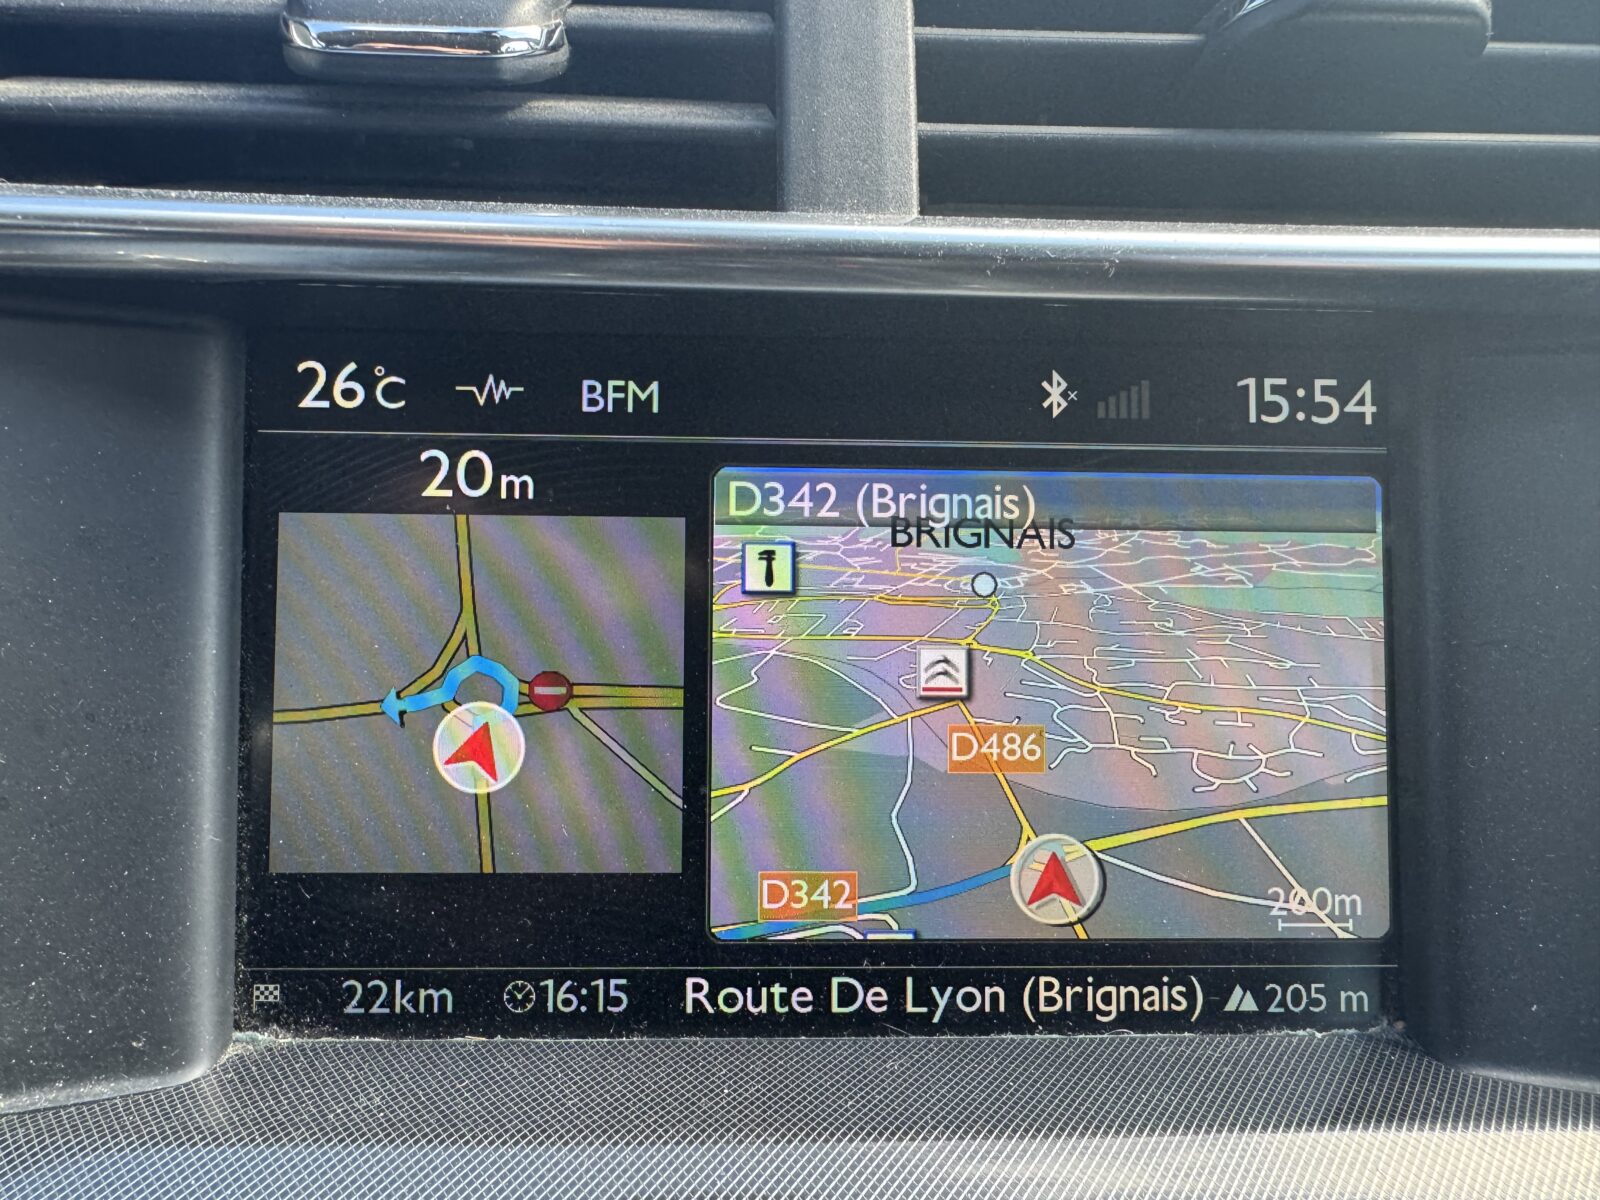 26°C BFM 15:54
20m
D342 (Brignais)
BRIGNAIS
D486
D342
200m
22km 16:15 Route De Lyon (Brignais) 205 m